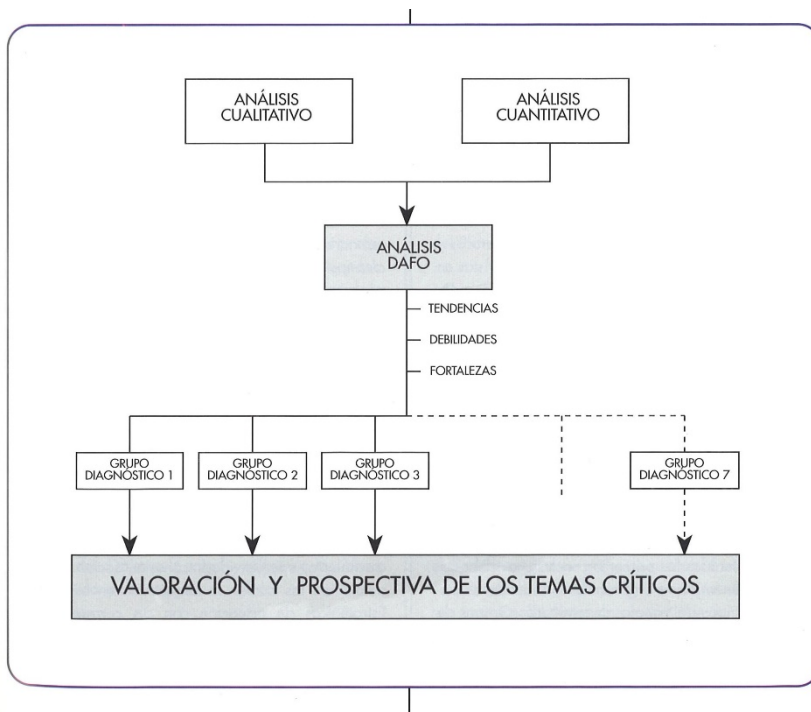 ANÁLISIS
CUALITATIVO
ANÁLISIS
CUANTITATIVO
ANÁLISIS
DAFO
TENDENCIAS
DEBILIDADES
FORTALEZAS
GRUPO
DIAGNÓSTICO 1
GRUPO
DIAGNÓSTICO 2
GRUPO
DIAGNÓSTICO 3
GRUPO
DIAGNÓSTICO 7
VALORACIÓN Y PROSPECTIVA DE LOS TEMAS CRÍTICOS